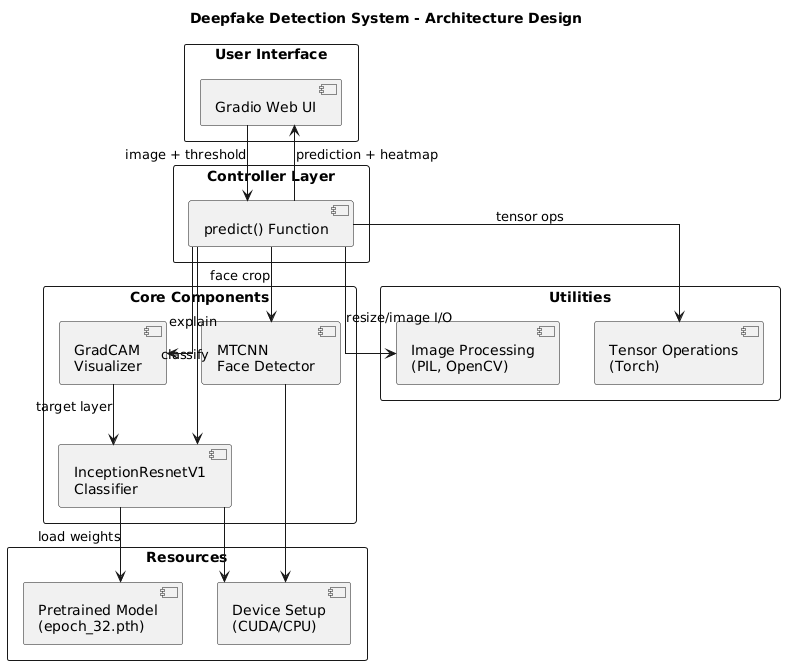 Deepfake Detection System - Architecture Design
User Interface
Gradio Web UI
image + threshold
prediction + heatmap
Controller Layer
predict() Function
tensor ops
face crop
Core Components
Utilities
explain
resize/image I/O
classify
GradCAM
Visualizer
MTCNN
Face Detector
Image Processing
(PIL, OpenCV)
Tensor Operations
(Torch)
target layer
InceptionResnetV1
Classifier
load weights
Resources
Pretrained Model
(epoch_32.pth)
Device Setup
(CUDA/CPU)